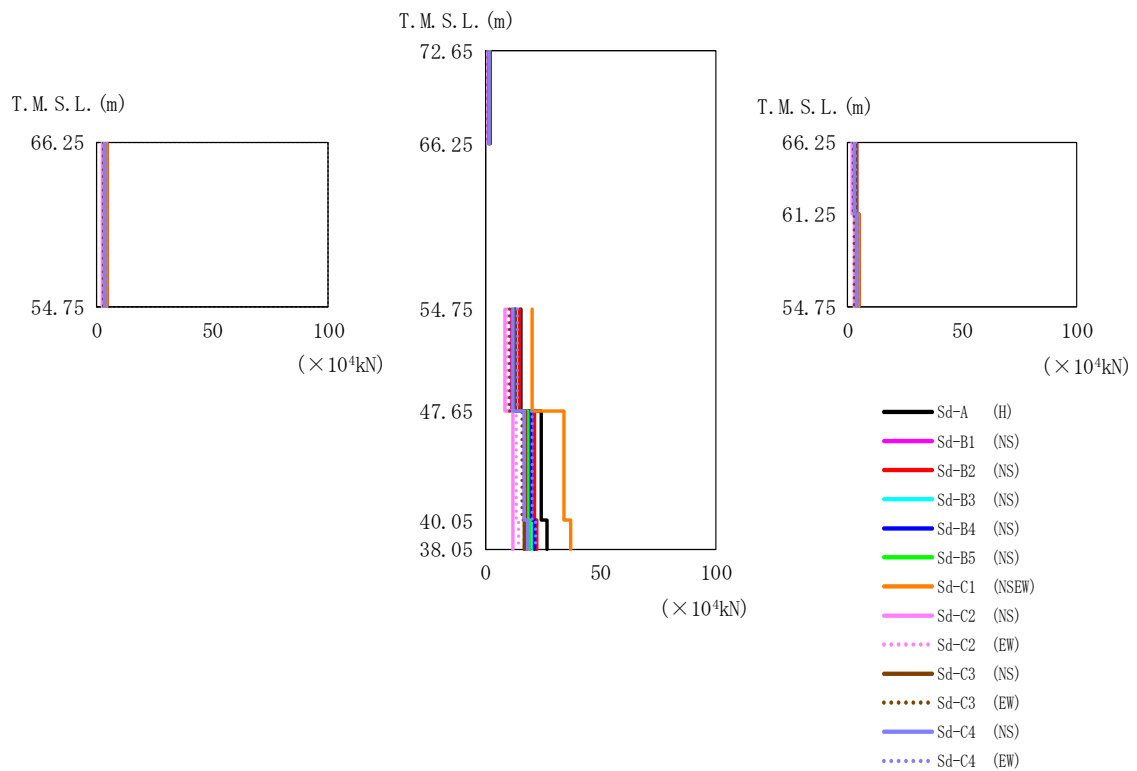 T.M.S.L.(m)
72.65
66.25
54.75
47.65
40.05
38.05
0 50 100
(×10⁴kN)
T.M.S.L.(m)
66.25
54.75
0 50 100
(×10⁴kN)
T.M.S.L.(m)
66.25
61.25
54.75
0 50 100
(×10⁴kN)
Sd-A (H)
Sd-B1 (NS)
Sd-B2 (NS)
Sd-B3 (NS)
Sd-B4 (NS)
Sd-B5 (NS)
Sd-C1 (NSEW)
Sd-C2 (NS)
Sd-C2 (EW)
Sd-C3 (NS)
Sd-C3 (EW)
Sd-C4 (NS)
Sd-C4 (EW)